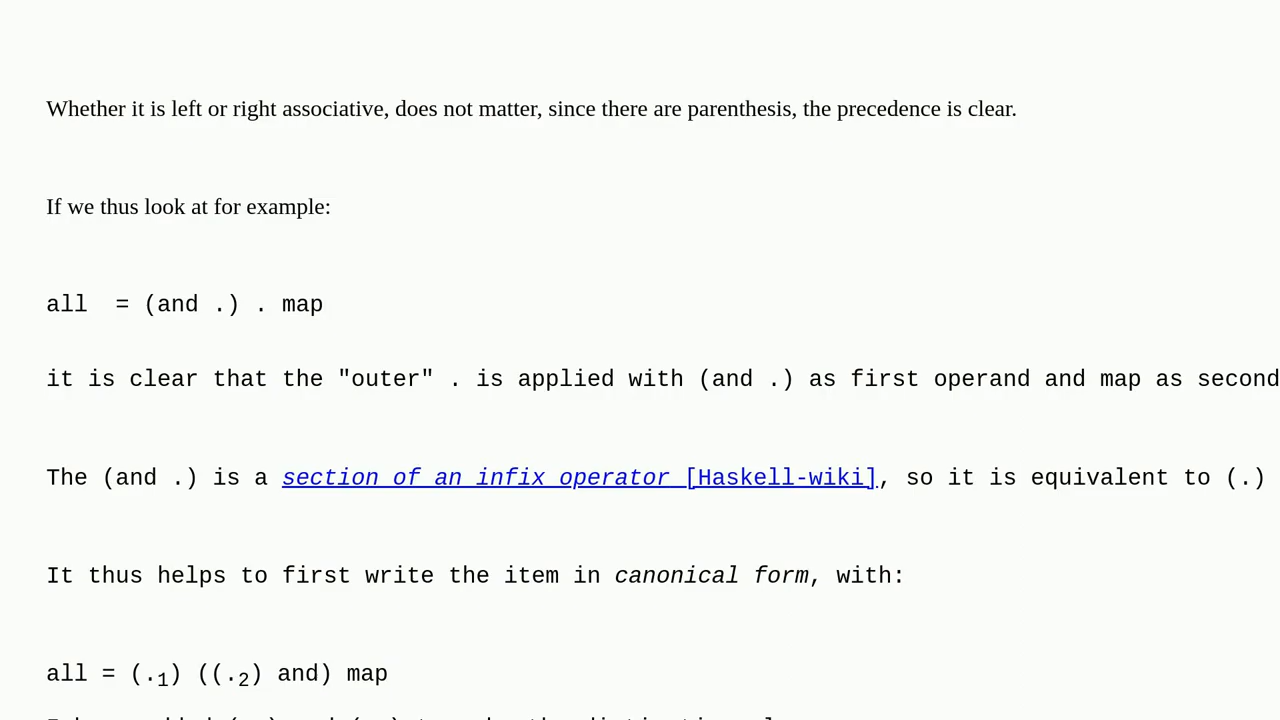 Whether it is left or right associative, does not matter, since there are parenthesis, the precedence is clear.
If we thus look at for example:
all  = (and .) . map
it is clear that the "outer" . is applied with (and .) as first operand and map as second
The (and .) is a section of an infix operator [Haskell-wiki], so it is equivalent to (.)
It thus helps to first write the item in canonical form, with:
all = (.1) ((.2) and) map